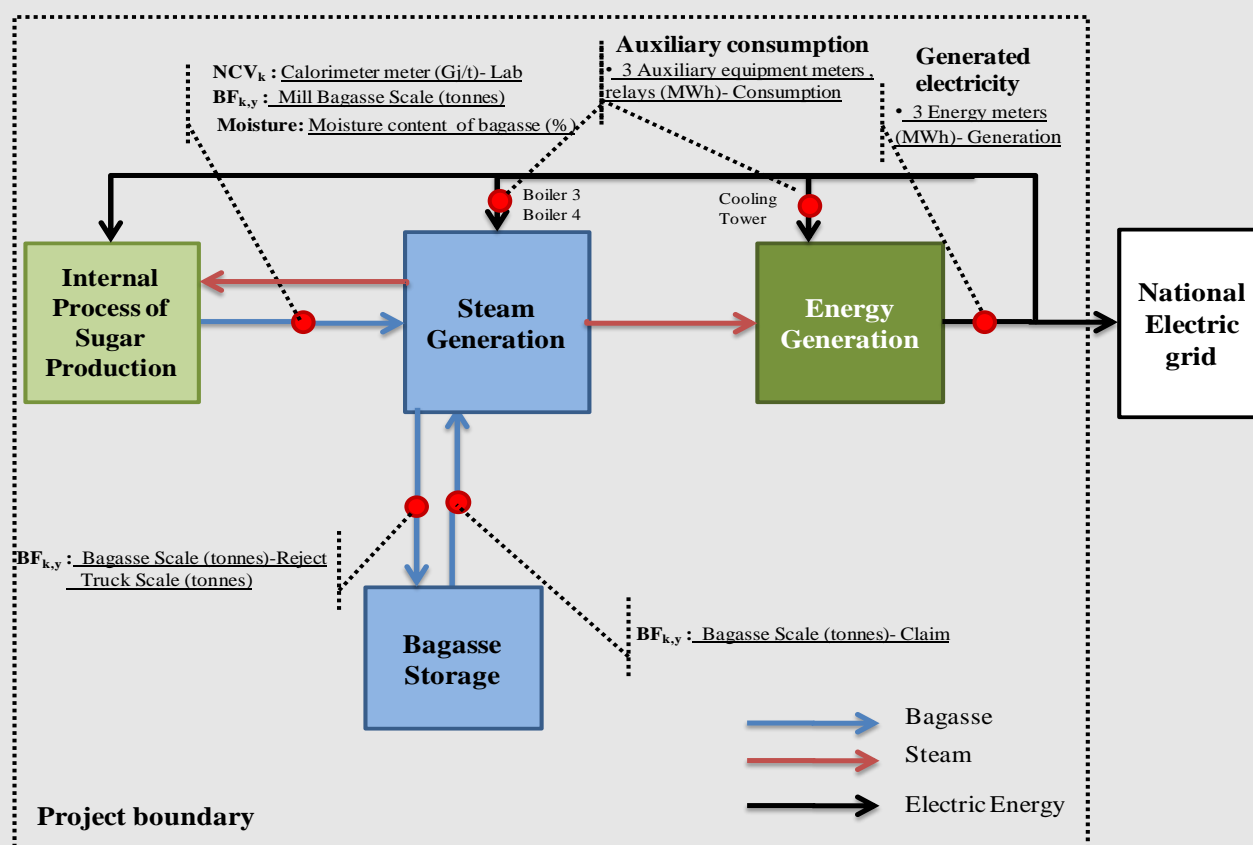 Auxiliary consumption
• 3 Auxiliary equipment meters ,
relays (MWh)- Consumption
Generated
electricity
• 3 Energy meters
(MWh)- Generation
NCVk : Calorimeter meter (Gj/t)- Lab
BFk,y : Mill Bagasse Scale (tonnes)
Moisture: Moisture content of bagasse (%)
Boiler 3
Boiler 4
Cooling
Tower
Internal
Process of
Sugar
Production
Steam
Generation
Energy
Generation
National
Electric
grid
BFk,y : Bagasse Scale (tonnes)-Reject
Truck Scale (tonnes)
Bagasse
Storage
BFk,y : Bagasse Scale (tonnes)- Claim
Bagasse
Steam
Electric Energy
Project boundary